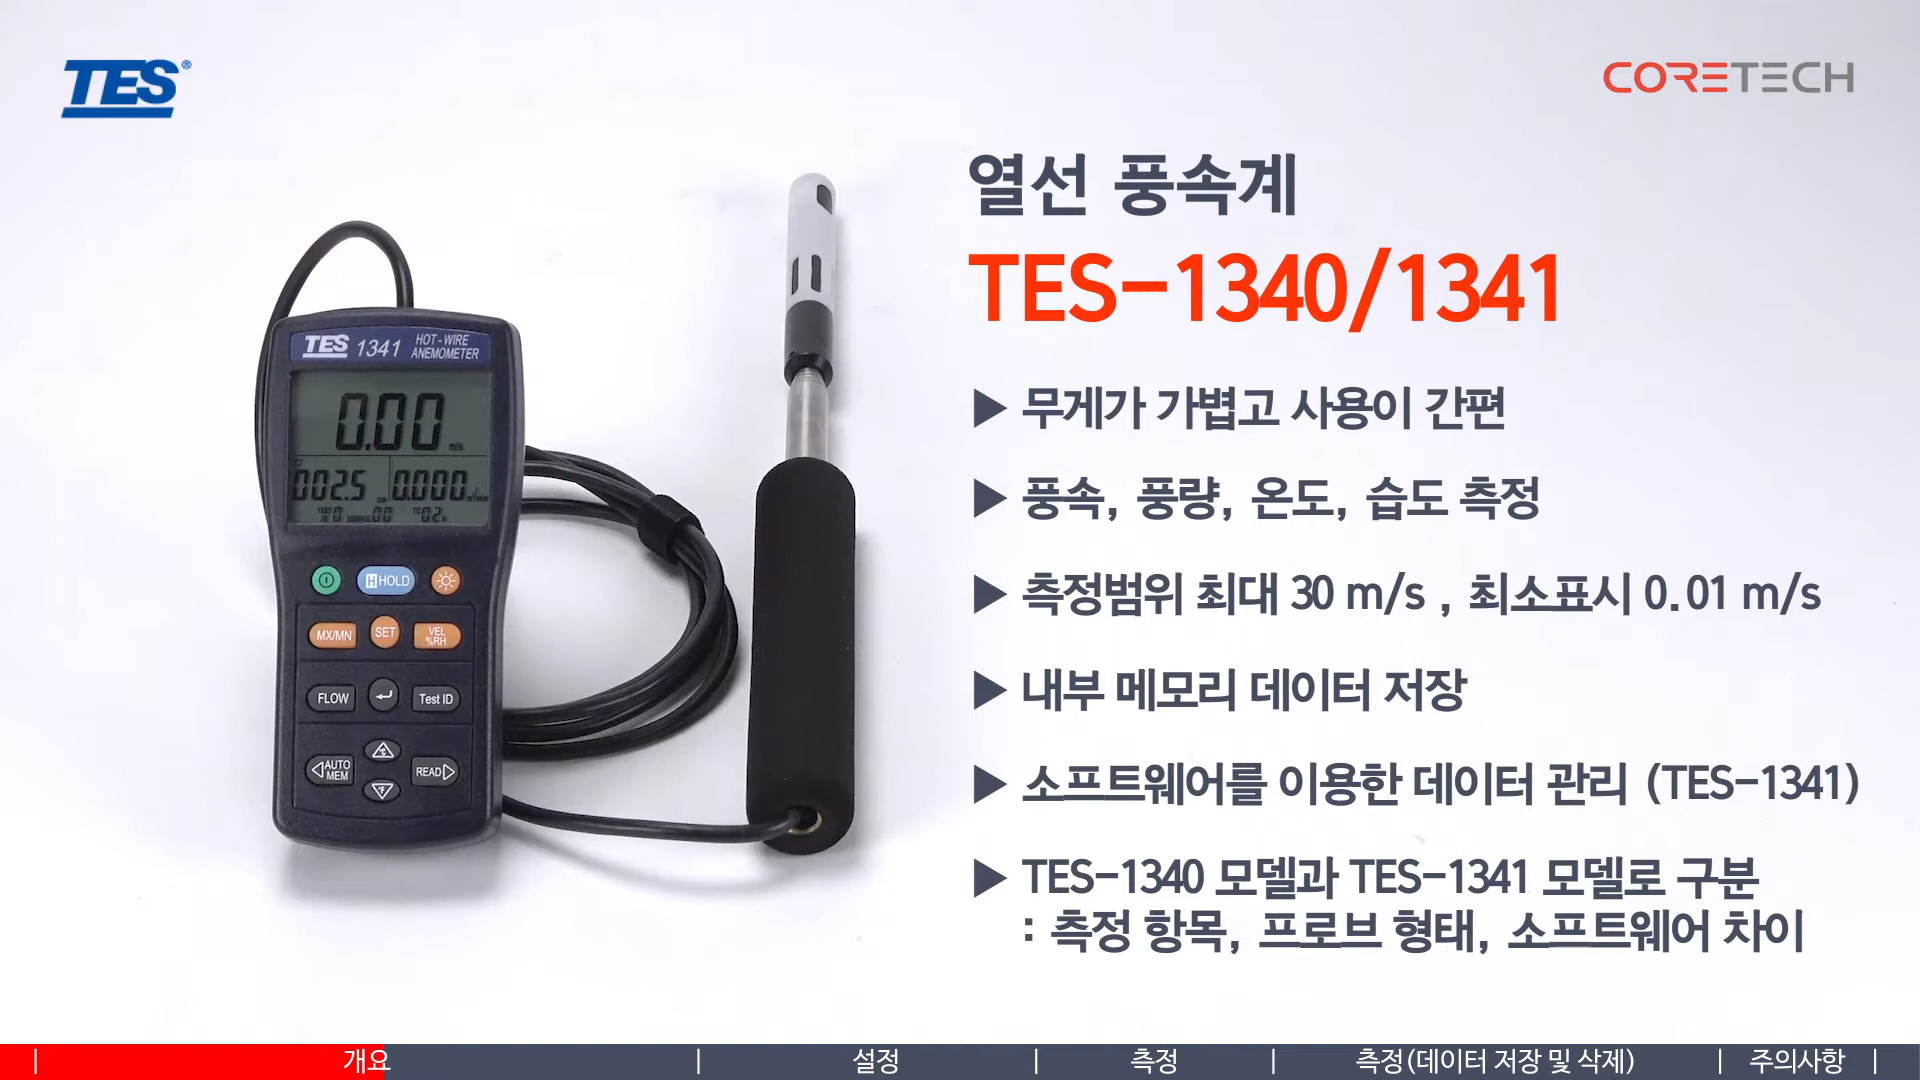 TES®
CORETECH
열선 풍속계
TES-1340/1341
▶ 무게가 가볍고 사용이 간편
▶ 풍속, 풍량, 온도, 습도 측정
▶ 측정범위 최대 30 m/s , 최소표시 0.01 m/s
▶ 내부 메모리 데이터 저장
▶ 소프트웨어를 이용한 데이터 관리 (TES-1341)
▶ TES-1340 모델과 TES-1341 모델로 구분
: 측정 항목, 프로브 형태, 소프트웨어 차이
TES 1341 HOT-WIRE
ANEMOMETER
0.00 m/s
002.5 cm 0.000
HOLD
MX/MN SET VEL
%RH
FLOW Test ID
℃
AUTO
MEM READ
℉
| 개요 | 설정 | 측정 | 측정(데이터 저장 및 삭제) | 주의사항 |